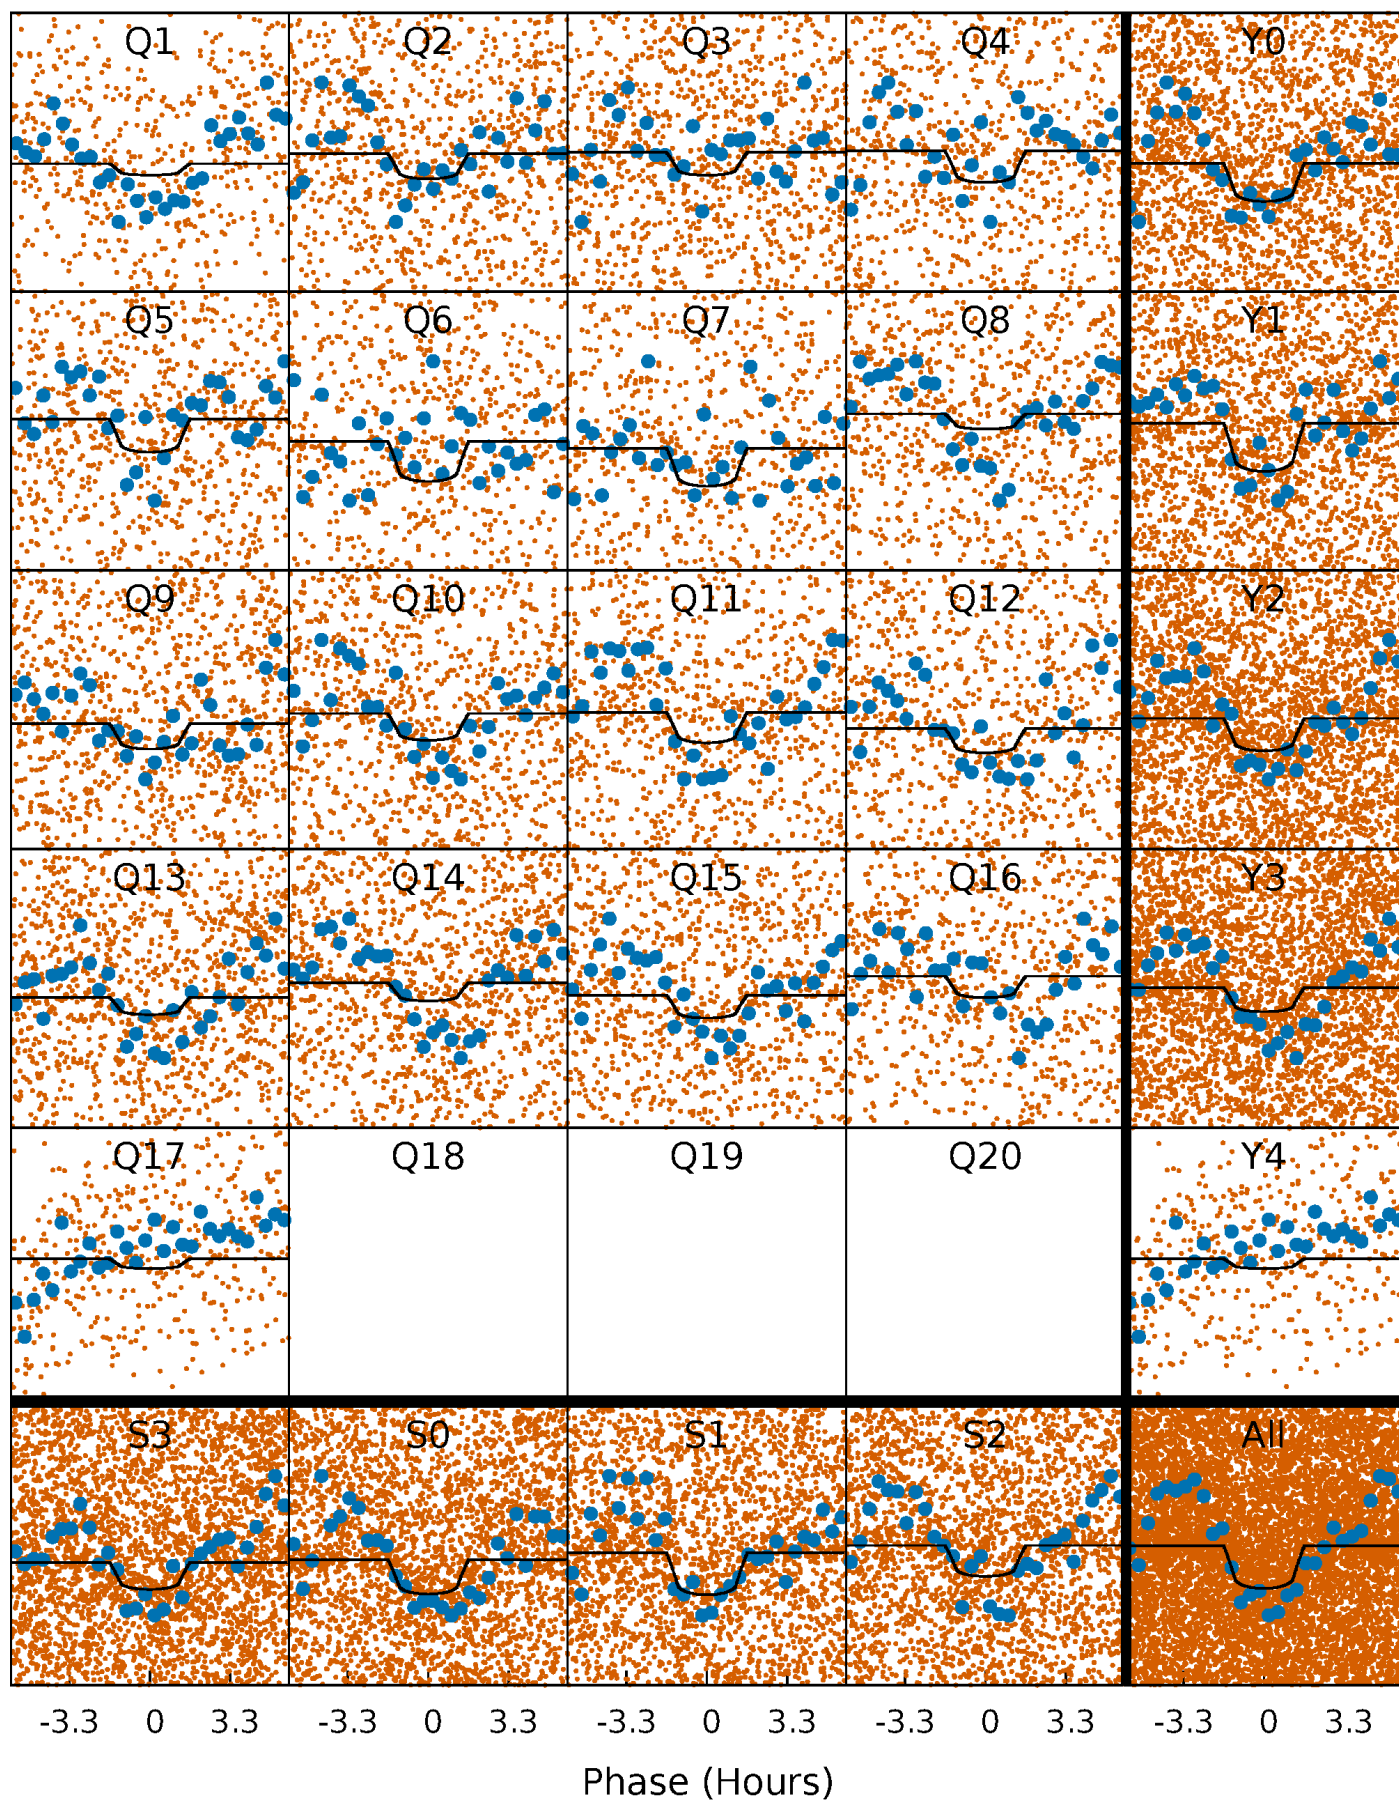 Q1 Q2 Q3 Q4 Y0
Q5 Q6 Q7 Q8 Y1
Q9 Q10 Q11 Q12 Y2
Q13 Q14 Q15 Q16 Y3
Q17 Q18 Q19 Q20 Y4
S3 S0 S1 S2 All
-3.3 0 3.3 -3.3 0 3.3 -3.3 0 3.3 -3.3 0 3.3 -3.3 0 3.3
Phase (Hours)